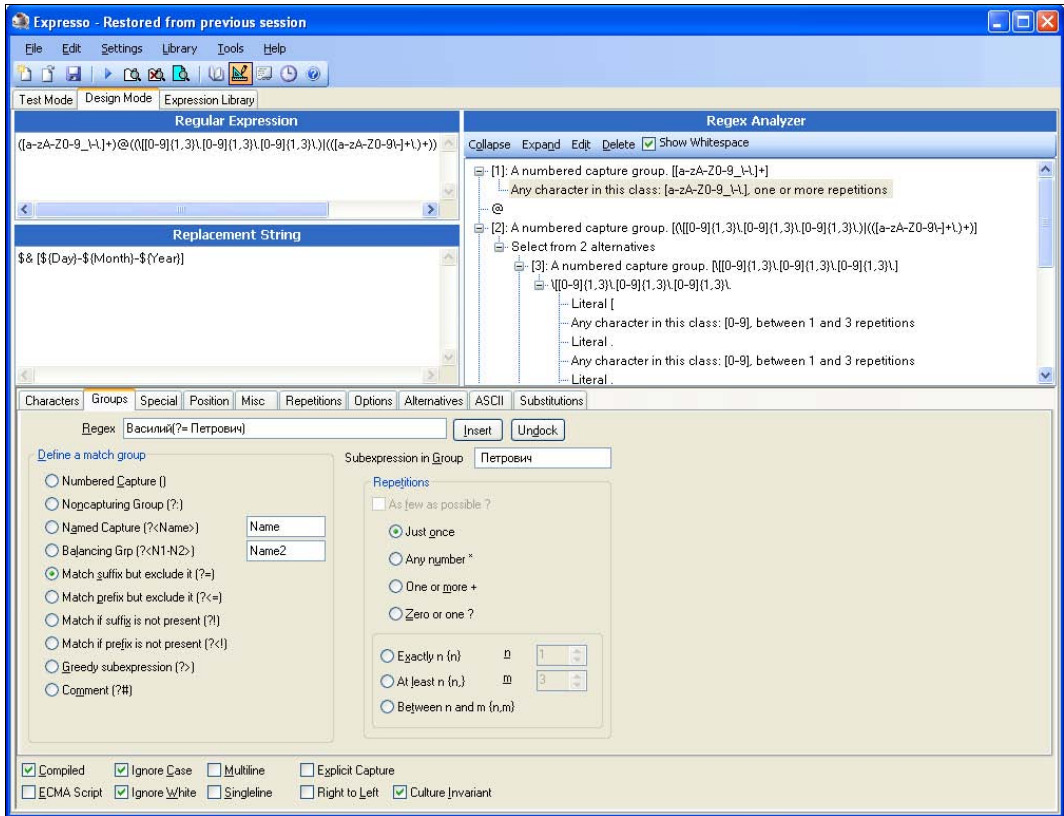 Expresso - Restored from previous session
File Edit Settings Library Tools Help
Test Mode Design Mode Expression Library
Regular Expression
([a-zA-Z0-9_\-\.]+)@((\[[0-9]{1,3}\.[0-9]{1,3}\.[0-9]{1,3}\.)|(([a-zA-Z0-9\-]+\.)+))
Replacement String
$& [${Day}-${Month}-${Year}]
Regex Analyzer
Collapse Expand Edit Delete Show Whitespace
[1]: A numbered capture group. [[a-zA-Z0-9_\-\.]+]
Any character in this class: [a-zA-Z0-9_\-\.], one or more repetitions
@
[2]: A numbered capture group. [(\[[0-9]{1,3}\.[0-9]{1,3}\.[0-9]{1,3}\.)|(([a-zA-Z0-9\-]+\.)+)]
Select from 2 alternatives
[3]: A numbered capture group. [\[[0-9]{1,3}\.[0-9]{1,3}\.[0-9]{1,3}\.]
\[[0-9]{1,3}\.[0-9]{1,3}\.[0-9]{1,3}\.
Literal [
Any character in this class: [0-9], between 1 and 3 repetitions
Literal .
Any character in this class: [0-9], between 1 and 3 repetitions
Literal .
Characters Groups Special Position Misc Repetitions Options Alternatives ASCII Substitutions
Regex Василий(?= Петрович) Insert Undock
Define a match group
Numbered Capture ()
Noncapturing Group (?:)
Named Capture (?<Name>) Name
Balancing Grp (?<N1-N2>) Name2
Match suffix but exclude it (?=)
Match prefix but exclude it (?<=)
Match if suffix is not present (?!)
Match if prefix is not present (?<!)
Greedy subexpression (?>)
Comment (?#)
Subexpression in Group Петрович
Repetitions
As few as possible ?
Just once
Any number *
One or more +
Zero or one ?
Exactly n {n} n 1
At least n {n,} m 3
Between n and m {n,m}
Compiled Ignore Case Multiline Explicit Capture
ECMA Script Ignore White Singleline Right to Left Culture Invariant